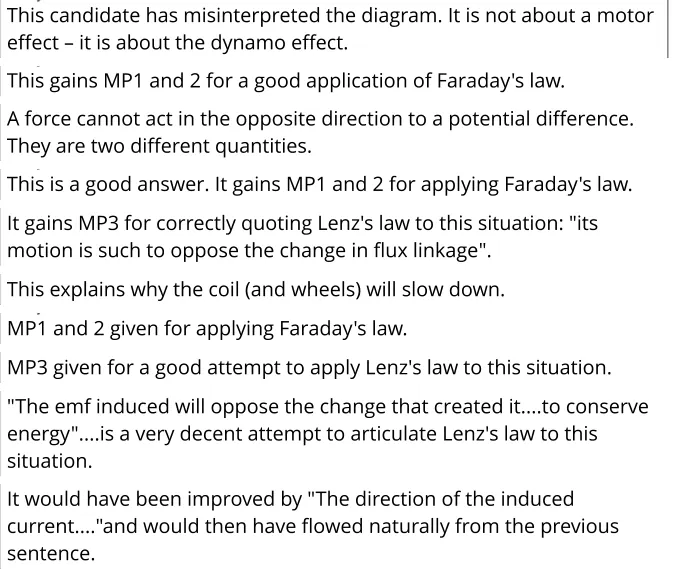 This candidate has misinterpreted the diagram. It is not about a motor
effect – it is about the dynamo effect.
This gains MP1 and 2 for a good application of Faraday's law.
A force cannot act in the opposite direction to a potential difference.
They are two different quantities.
This is a good answer. It gains MP1 and 2 for applying Faraday's law.
It gains MP3 for correctly quoting Lenz's law to this situation: "its
motion is such to oppose the change in flux linkage".
This explains why the coil (and wheels) will slow down.
MP1 and 2 given for applying Faraday's law.
MP3 given for a good attempt to apply Lenz's law to this situation.
"The emf induced will oppose the change that created it....to conserve
energy"....is a very decent attempt to articulate Lenz's law to this
situation.
It would have been improved by "The direction of the induced
current...."and would then have flowed naturally from the previous
sentence.